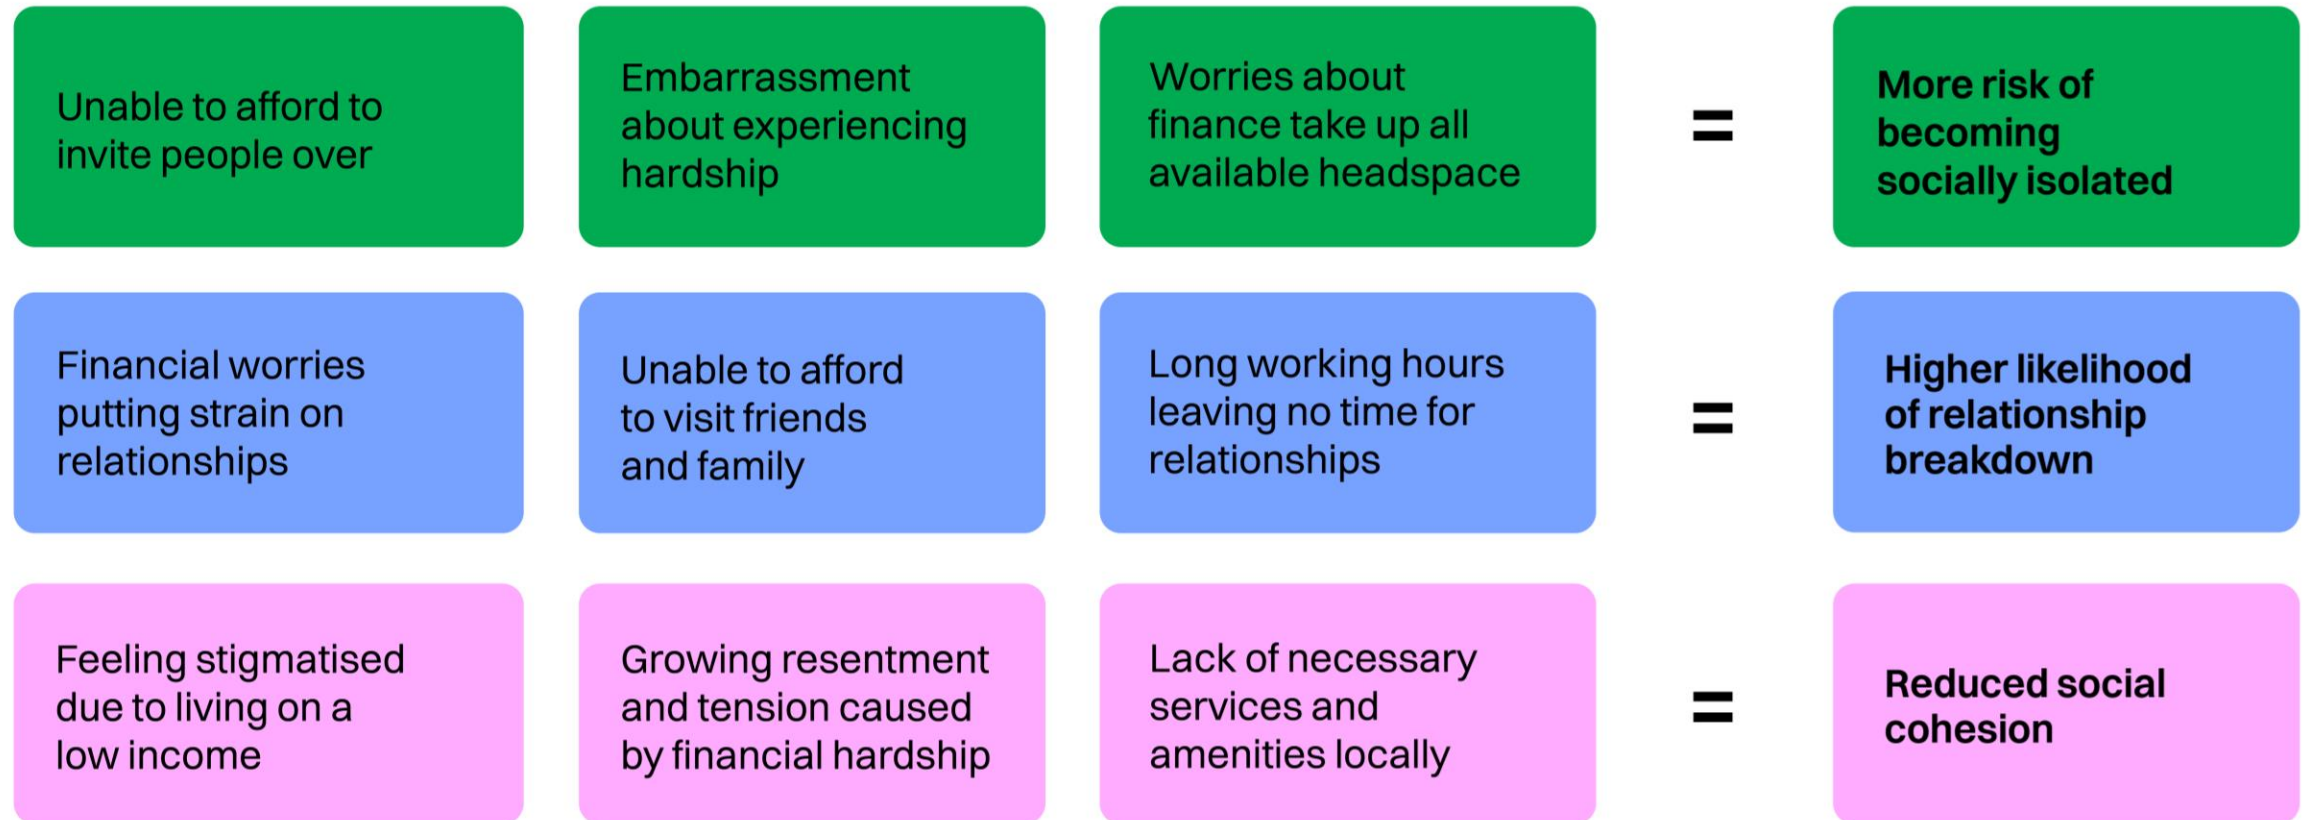 Unable to afford to
invite people over
Embarrassment
about experiencing
hardship
Worries about
finance take up all
available headspace
=
More risk of
becoming
socially isolated
Financial worries
putting strain on
relationships
Unable to afford
to visit friends
and family
Long working hours
leaving no time for
relationships
=
Higher likelihood
of relationship
breakdown
Feeling stigmatised
due to living on a
low income
Growing resentment
and tension caused
by financial hardship
Lack of necessary
services and
amenities locally
=
Reduced social
cohesion